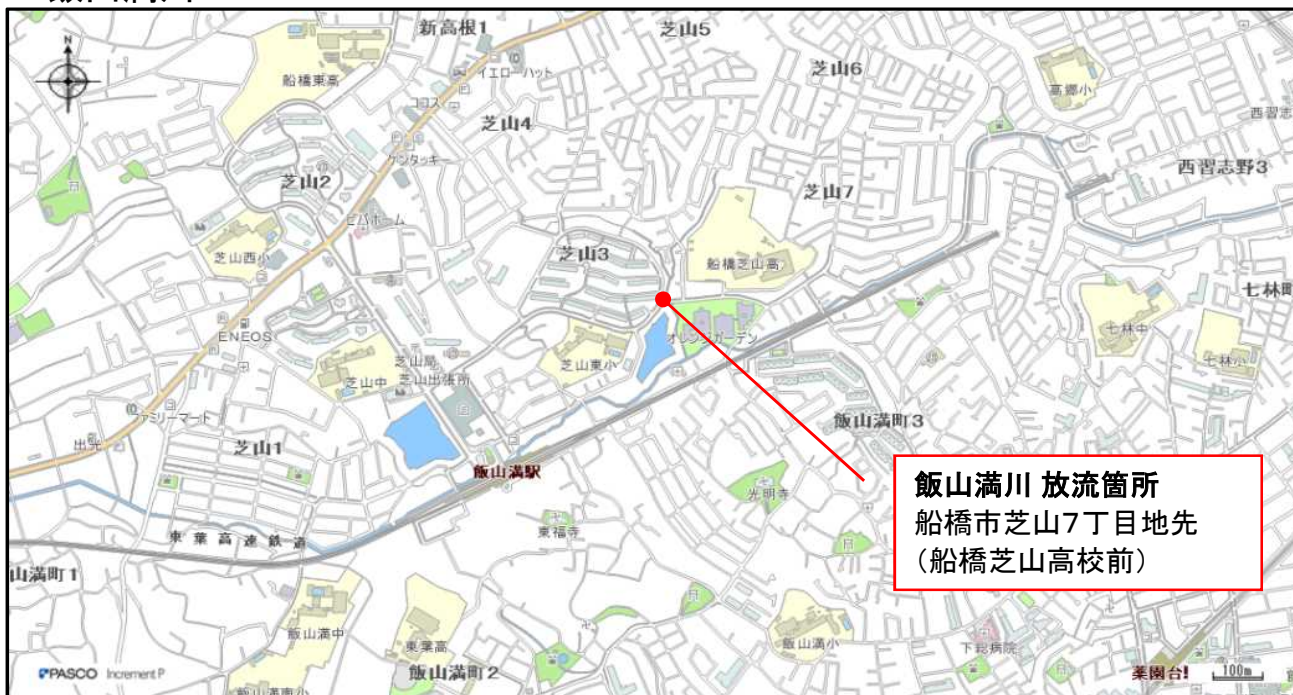 N
新高根1
芝山5
イエローハット
芝山6
高郷小
船橋東高
コロス
芝山4
ケンタッキー
西習志
西習志野3
芝山2
芝山7
ビバホーム
芝山西小
芝山3
船橋芝山高
七林町
七林中
七林小
ENEOS
オレンジガーデン
芝山局
芝山出張所
芝山中
芝山東小
ファミリーマート
出光
芝山1
飯山満町3
飯山満駅
光明寺
東福寺
東葉高速鉄道
山満町1
飯山満川 放流箇所
船橋市芝山7丁目地先
(船橋芝山高校前)
飯山満中
東葉高
飯山満小
下総病院
飯山満町2
飯山満南小
薬園台!
100m
PASCO Increment P